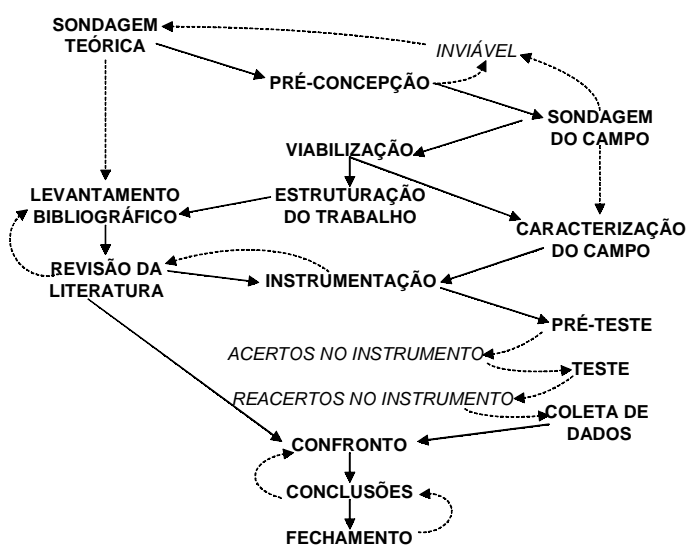 SONDAGEM
TEÓRICA
INVIÁVEL
PRÉ-CONCEPÇÃO
SONDAGEM
DO CAMPO
VIABILIZAÇÃO
LEVANTAMENTO
BIBLIOGRÁFICO
ESTRUTURAÇÃO
DO TRABALHO
CARACTERIZAÇÃO
DO CAMPO
REVISÃO DA
LITERATURA
INSTRUMENTAÇÃO
PRÉ-TESTE
ACERTOS NO INSTRUMENTO
TESTE
REACERTOS NO INSTRUMENTO
COLETA DE
DADOS
CONFRONTO
CONCLUSÕES
FECHAMENTO